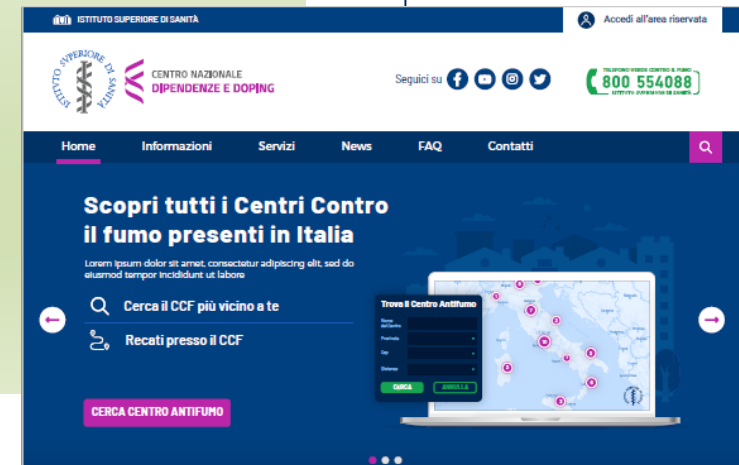 ISTITUTO SUPERIORE DI SANITÀ
Accedi all'area riservata
ISTITUTO SUPERIORE DI SANITÀ
CENTRO NAZIONALE
DIPENDENZE E DOPING
Seguici su
TELEFONO VERDE CONTRO IL FUMO
800 554088
ISTITUTO SUPERIORE DI SANITÀ
Home Informazioni Servizi News FAQ Contatti
Scopri tutti i Centri Contro
il fumo presenti in Italia
Lorem ipsum dolor sit amet, consectetur adipiscing elit, sed do
eiusmod tempor incididunt ut labore
Cerca il CCF più vicino a te
Recati presso il CCF
CERCA CENTRO ANTIFUMO
Trova il Centro Antifumo
Nome
del Centro
Provincia
Cap
Distanza
CERCA ANNULLA